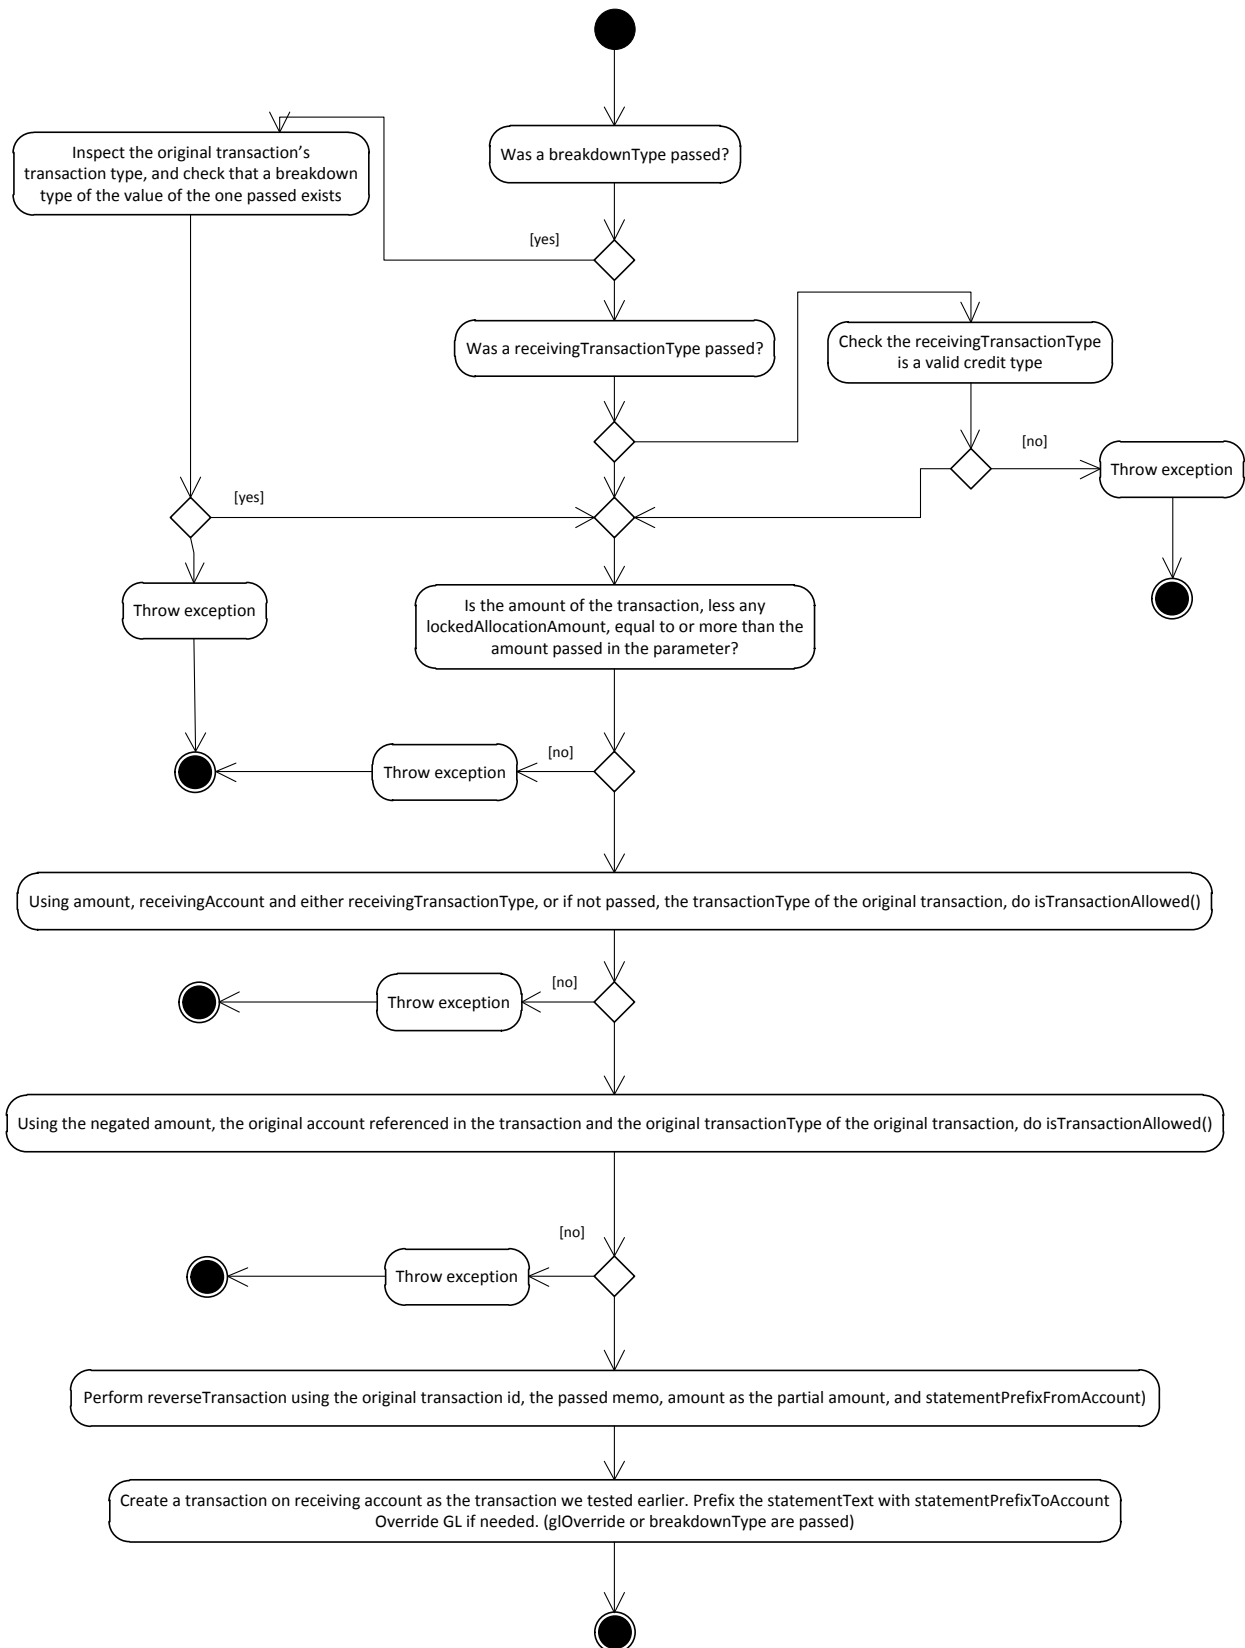 Was a breakdownType passed?
Inspect the original transaction’s
transaction type, and check that a breakdown
type of the value of the one passed exists
[yes]
Was a receivingTransactionType passed?
Check the receivingTransactionType
is a valid credit type
[no]
Throw exception
[yes]
Throw exception
Is the amount of the transaction, less any
lockedAllocationAmount, equal to or more than the
amount passed in the parameter?
[no]
Throw exception
Using amount, receivingAccount and either receivingTransactionType, or if not passed, the transactionType of the original transaction, do isTransactionAllowed()
[no]
Throw exception
Using the negated amount, the original account referenced in the transaction and the original transactionType of the original transaction, do isTransactionAllowed()
[no]
Throw exception
Perform reverseTransaction using the original transaction id, the passed memo, amount as the partial amount, and statementPrefixFromAccount)
Create a transaction on receiving account as the transaction we tested earlier. Prefix the statementText with statementPrefixToAccount
Override GL if needed. (glOverride or breakdownType are passed)